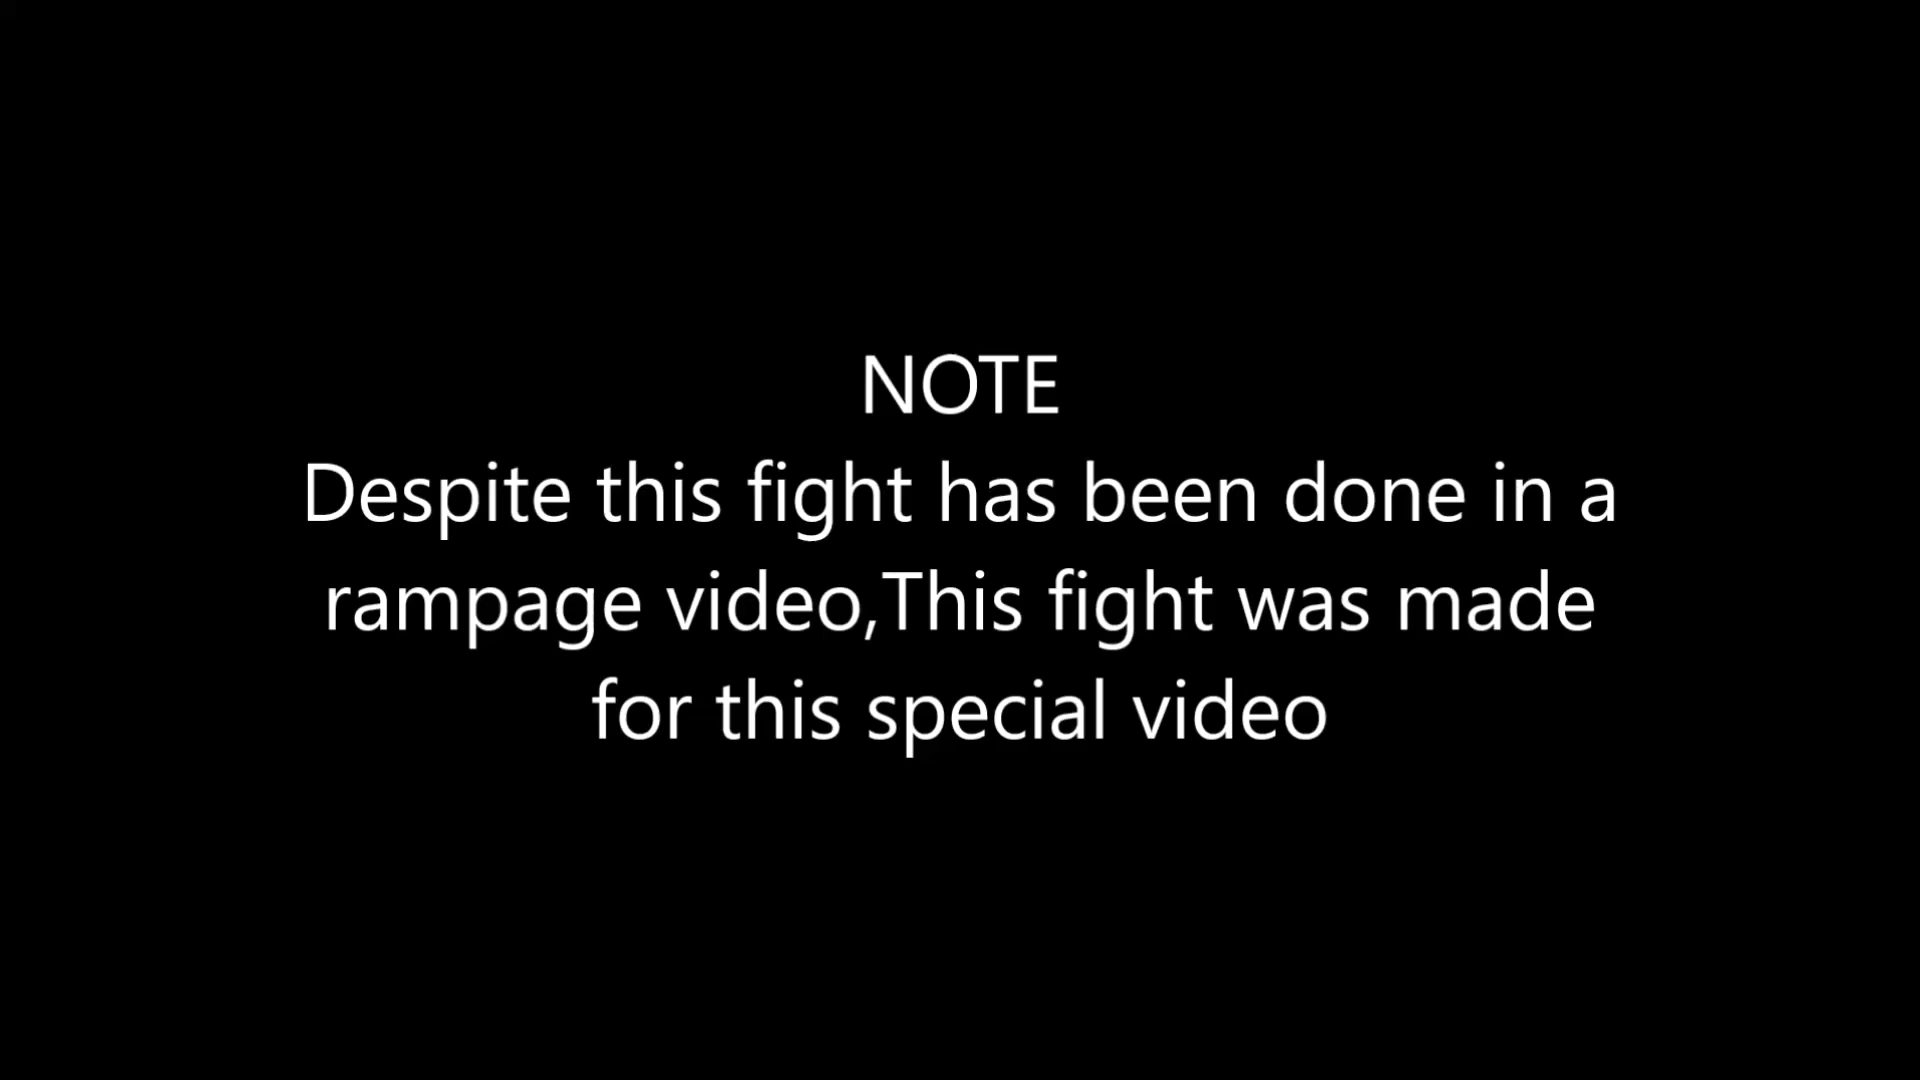 NOTE
Despite this fight has been done in a
rampage video,This fight was made
for this special video